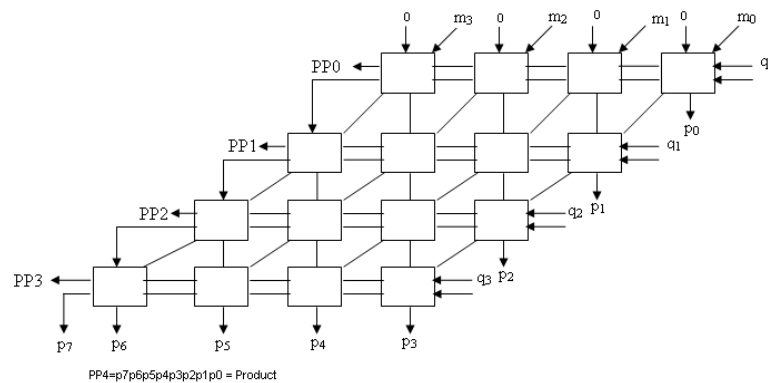 0 m3 0 m2 0 m1 0 m0
PP0 q
p0
PP1 q1
p1
PP2 q2
p2
PP3 q3
p7 p6 p5 p4 p3
PP4=p7p6p5p4p3p2p1p0 = Product